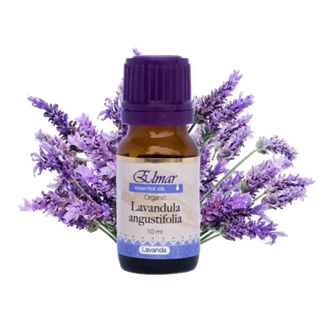 Elmar
essential oils
Organic
Lavandula
angustifolia
10 ml
Lavanda